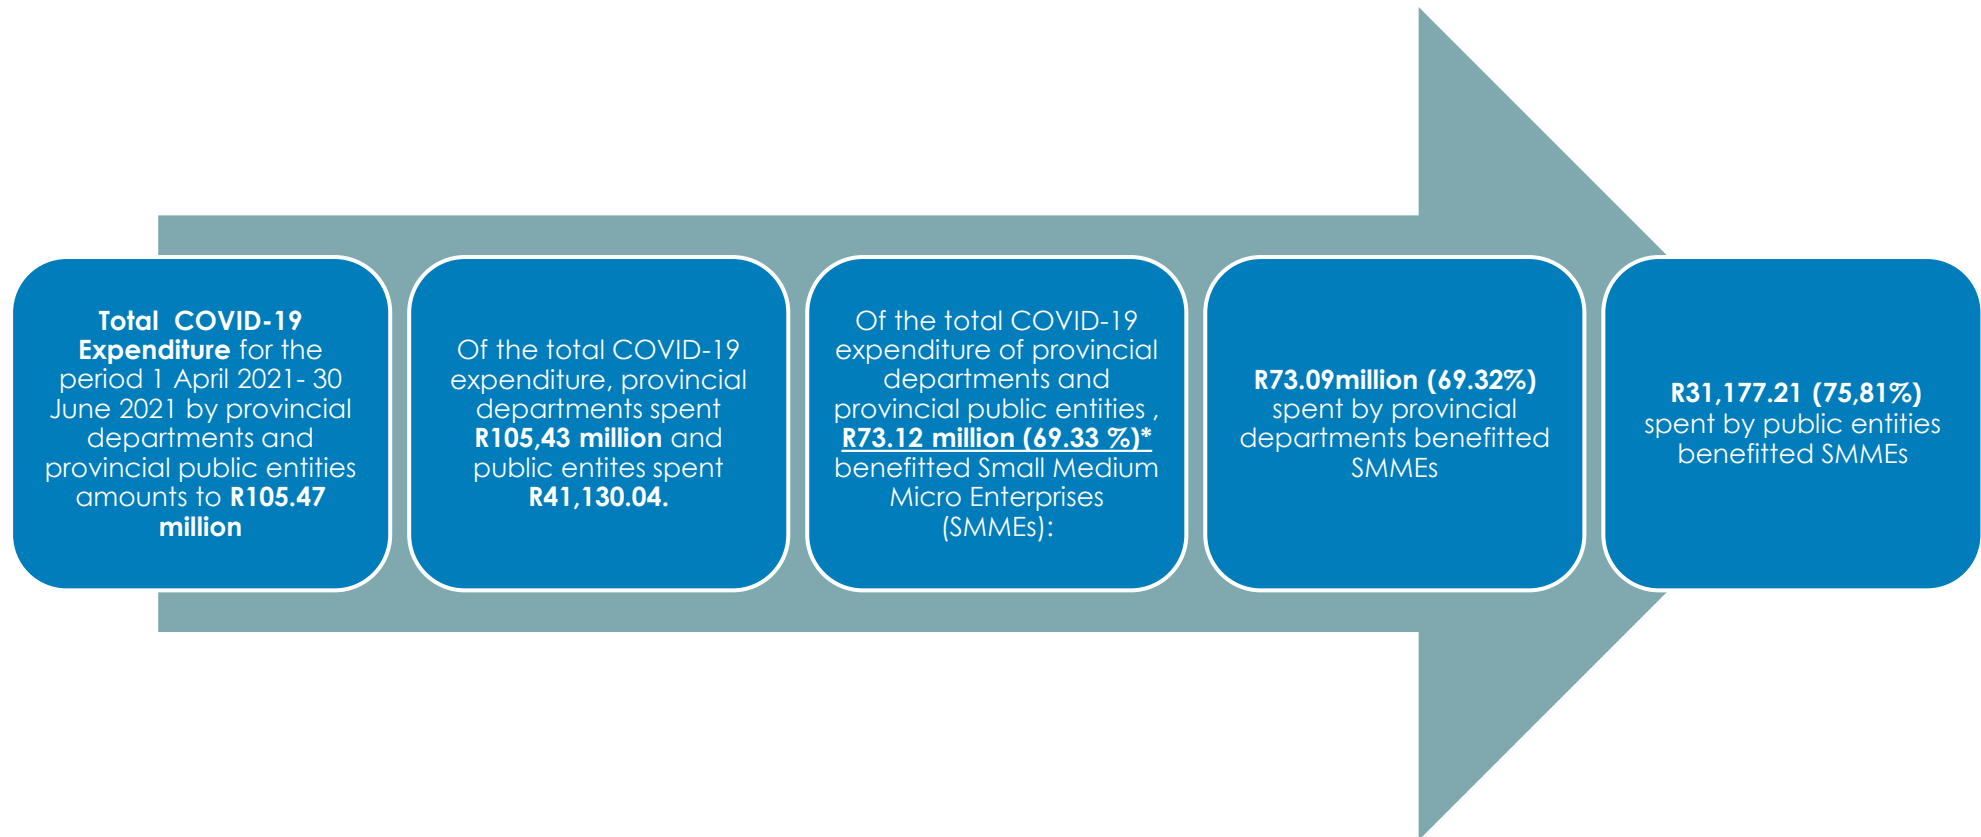 Total  COVID-19
Expenditure for the
period 1 April 2021- 30
June 2021 by provincial
departments and
provincial public entities
amounts to R105.47
million
Of the total COVID-19
expenditure, provincial
departments spent
R105,43 million and
public entites spent
R41,130.04.
Of the total COVID-19
expenditure of provincial
departments and
provincial public entities ,
R73.12 million (69.33 %)*
benefitted Small Medium
Micro Enterprises
(SMMEs):
R73.09million (69.32%)
spent by provincial
departments benefitted
SMMEs
R31,177.21 (75,81%)
spent by public entities
benefitted SMMEs